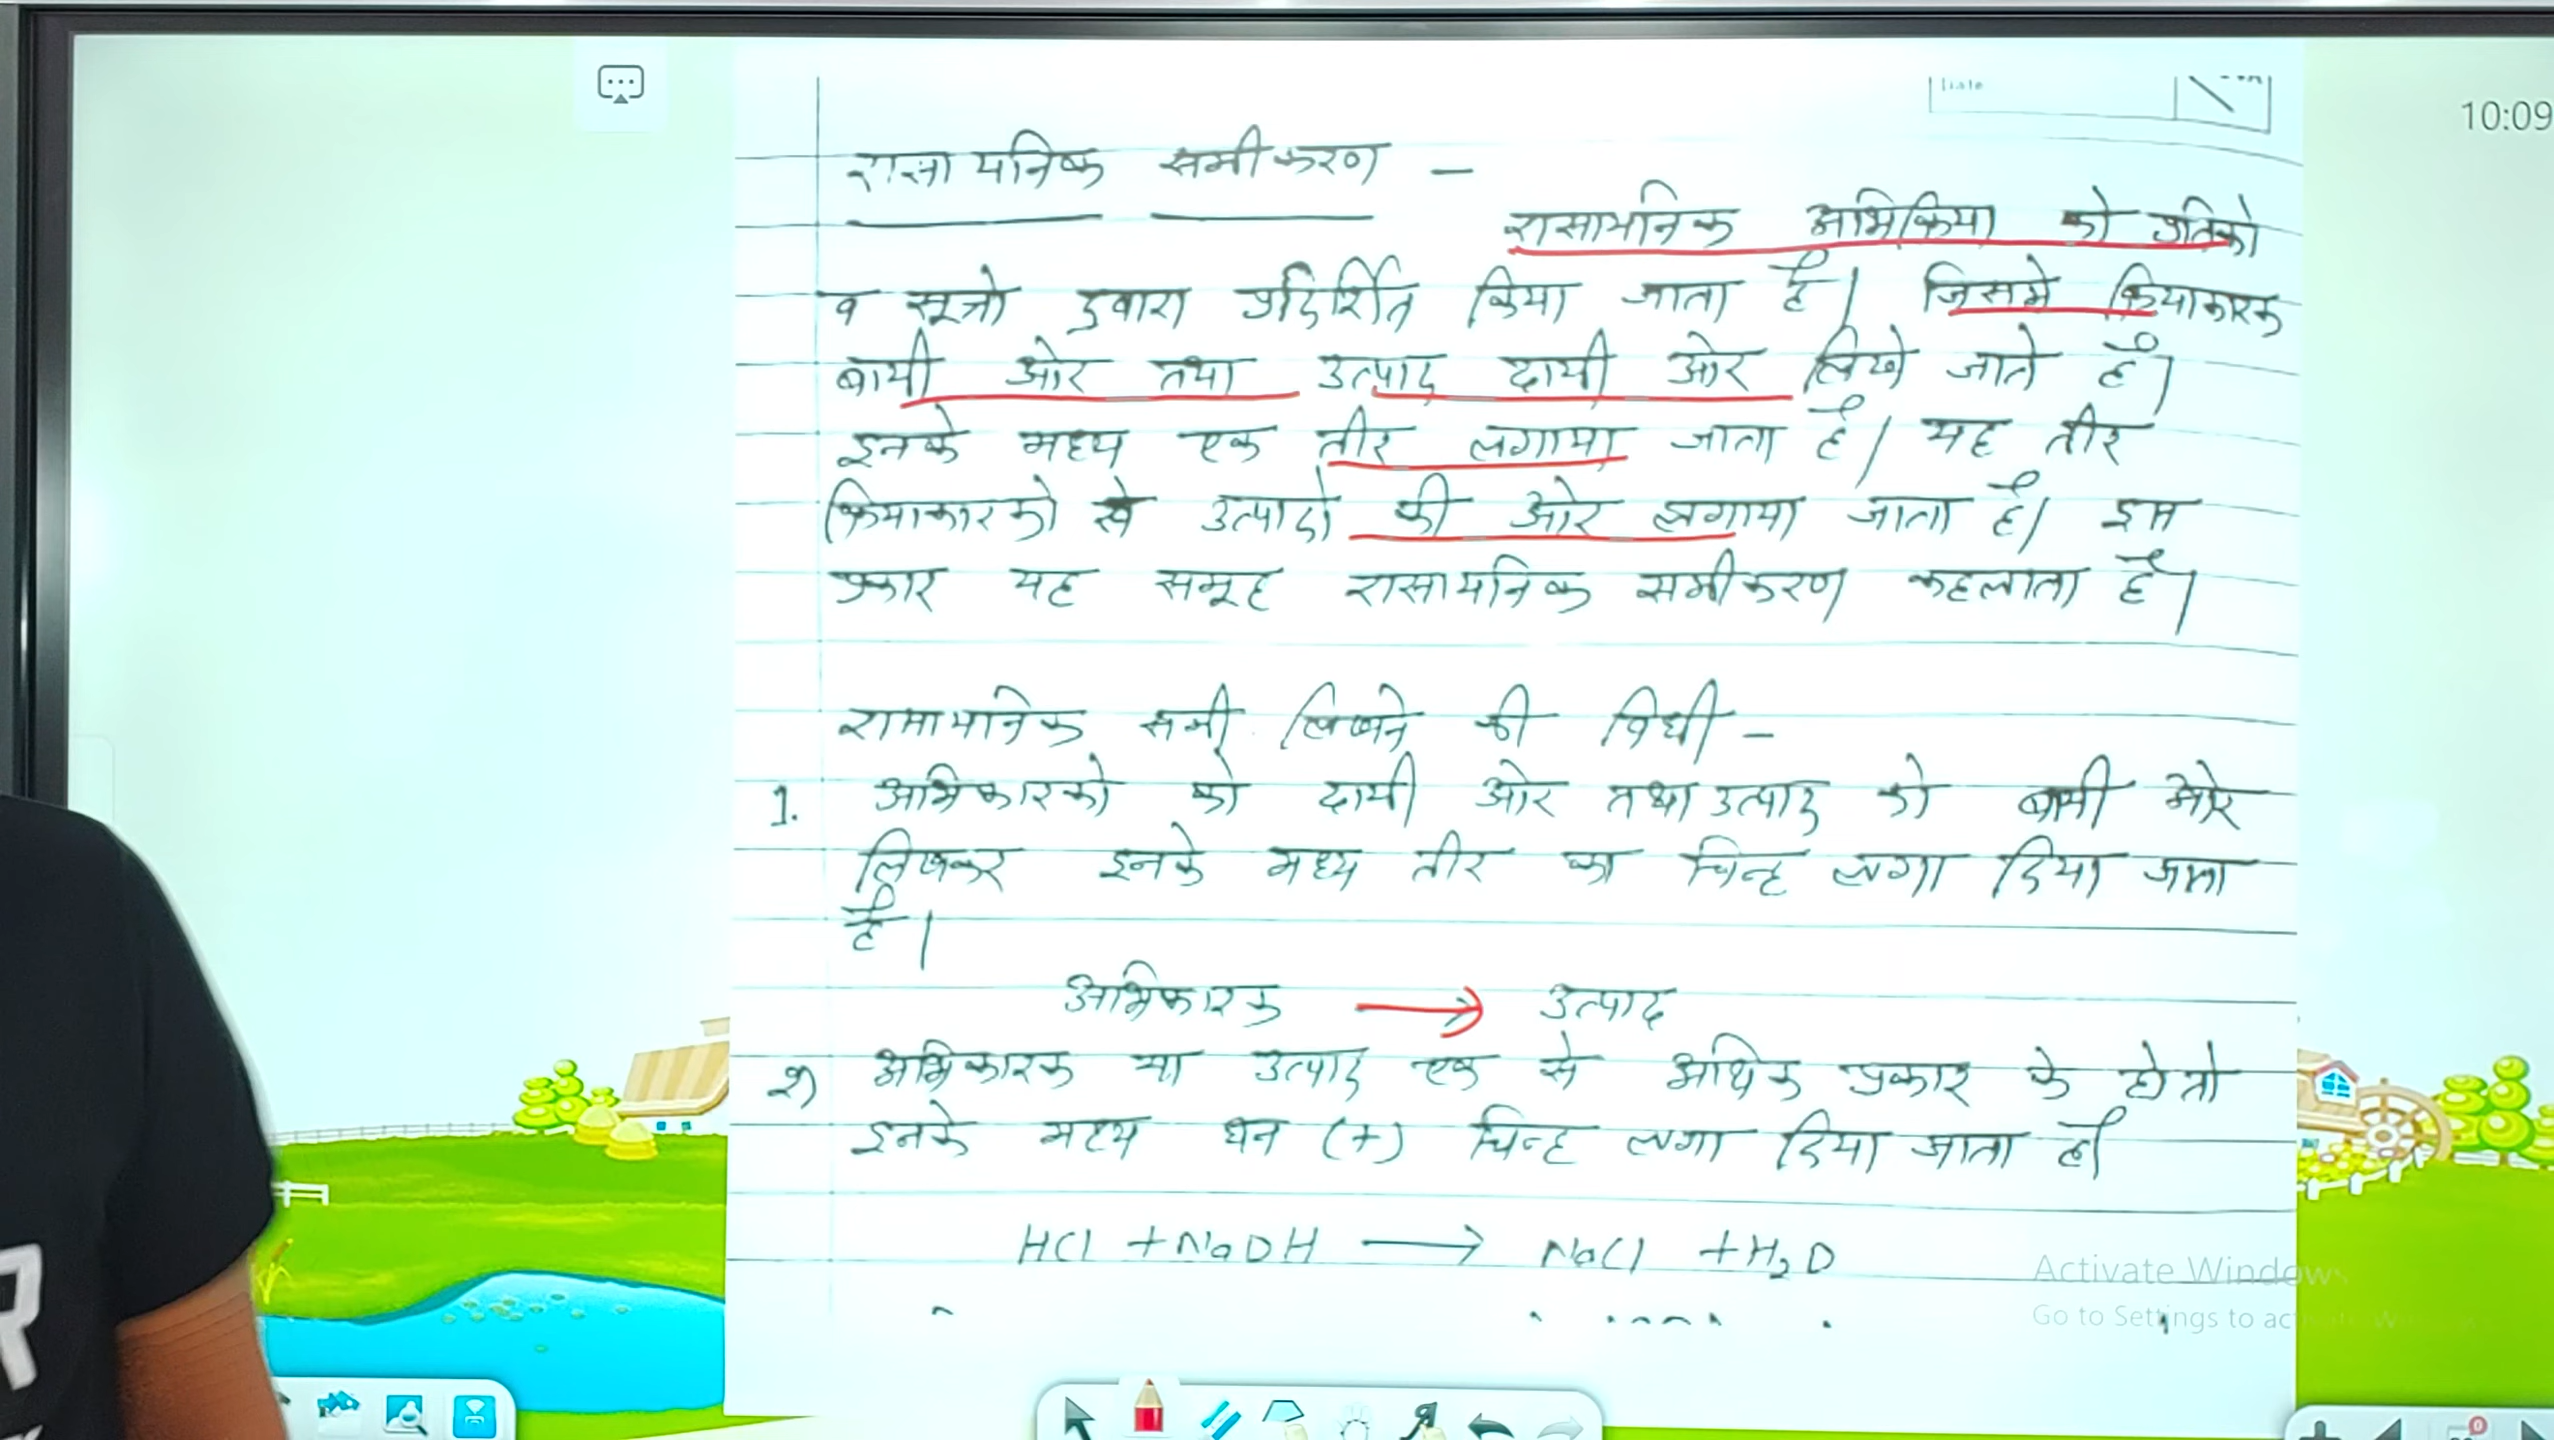 Date
10:09
रासायनिक समीकरण –
रासायनिक अभिक्रिया को प्रतिको
व सूत्रो द्वारा प्रदर्शित किया जाता है। जिसमे क्रियाकारक
बायी ओर तथा उत्पाद दायी ओर लिखे जाते है।
इनके मध्य एक तीर लगाया जाता है। यह तीर
क्रियाकारको से उत्पादो की ओर लगाया जाता है। इस
प्रकार यह समूह रासायनिक समीकरण कहलाता है।
रासायनिक समी. लिखने की विधी –
1. अभिकारको को दायी ओर तथा उत्पाद को बायी ओर
लिखकर इनके मध्य तीर का चिन्ह लगा दिया जाता
है।
अभिकारक → उत्पाद
2) अभिकारक या उत्पाद एक से अधिक प्रकार के हो तो
इनके मध्य धन (+) चिन्ह लगा दिया जाता है।
HCl + NaOH → NaCl + H₂O
Activate Windows
Go to Settings to